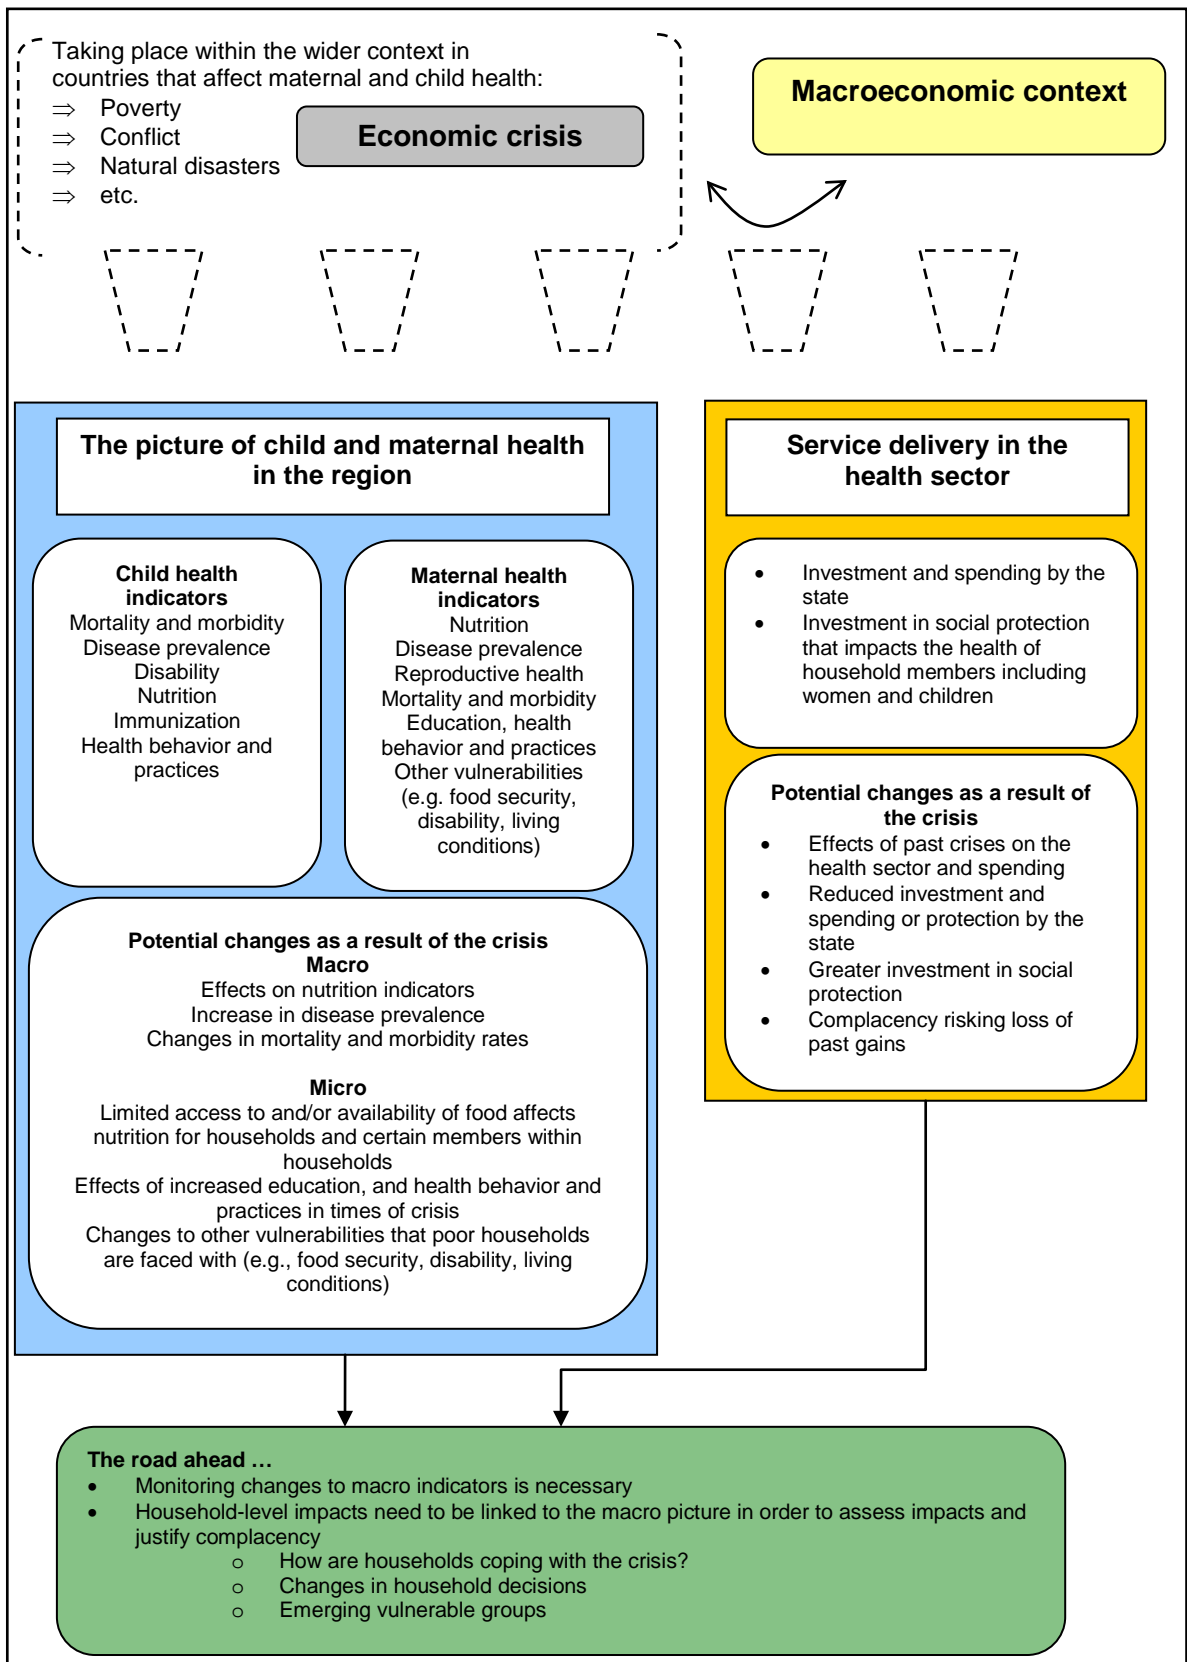 Taking place within the wider context in
countries that affect maternal and child health:
⇒ Poverty
⇒ Conflict
⇒ Natural disasters
⇒ etc.
Economic crisis
Macroeconomic context
The picture of child and maternal health
in the region
Child health
indicators
Mortality and morbidity
Disease prevalence
Disability
Nutrition
Immunization
Health behavior and
practices
Maternal health
indicators
Nutrition
Disease prevalence
Reproductive health
Mortality and morbidity
Education, health
behavior and practices
Other vulnerabilities
(e.g. food security,
disability, living
conditions)
Potential changes as a result of the crisis
Macro
Effects on nutrition indicators
Increase in disease prevalence
Changes in mortality and morbidity rates
Micro
Limited access to and/or availability of food affects
nutrition for households and certain members within
households
Effects of increased education, and health behavior and
practices in times of crisis
Changes to other vulnerabilities that poor households
are faced with (e.g., food security, disability, living
conditions)
Service delivery in the
health sector
• Investment and spending by the
state
• Investment in social protection
that impacts the health of
household members including
women and children
Potential changes as a result of
the crisis
• Effects of past crises on the
health sector and spending
• Reduced investment and
spending or protection by the
state
• Greater investment in social
protection
• Complacency risking loss of
past gains
The road ahead …
• Monitoring changes to macro indicators is necessary
• Household-level impacts need to be linked to the macro picture in order to assess impacts and
justify complacency
o How are households coping with the crisis?
o Changes in household decisions
o Emerging vulnerable groups